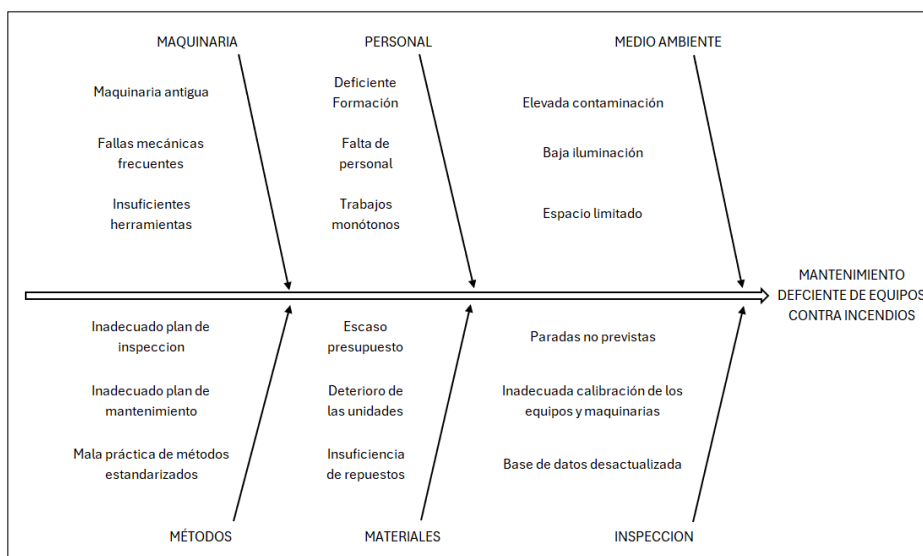 MAQUINARIA
PERSONAL
MEDIO AMBIENTE
Maquinaria antigua
Fallas mecánicas
frecuentes
Insuficientes
herramientas
Deficiente
Formación
Falta de
personal
Trabajos
monótonos
Elevada contaminación
Baja iluminación
Espacio limitado
MANTENIMIENTO
DEFCIENTE DE EQUIPOS
CONTRA INCENDIOS
Inadecuado plan de
inspeccion
Inadecuado plan de
mantenimiento
Mala práctica de métodos
estandarizados
Escaso
presupuesto
Deterioro de
las unidades
Insuficiencia
de repuestos
Paradas no previstas
Inadecuada calibración de los
equipos y maquinarias
Base de datos desactualizada
MÉTODOS
MATERIALES
INSPECCION